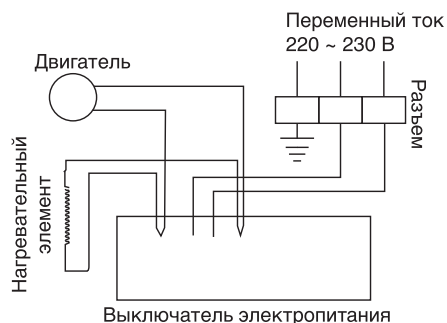 Переменный ток
220 ~ 230 В
Двигатель
Разъем
Нагревательный
элемент
Выключатель электропитания